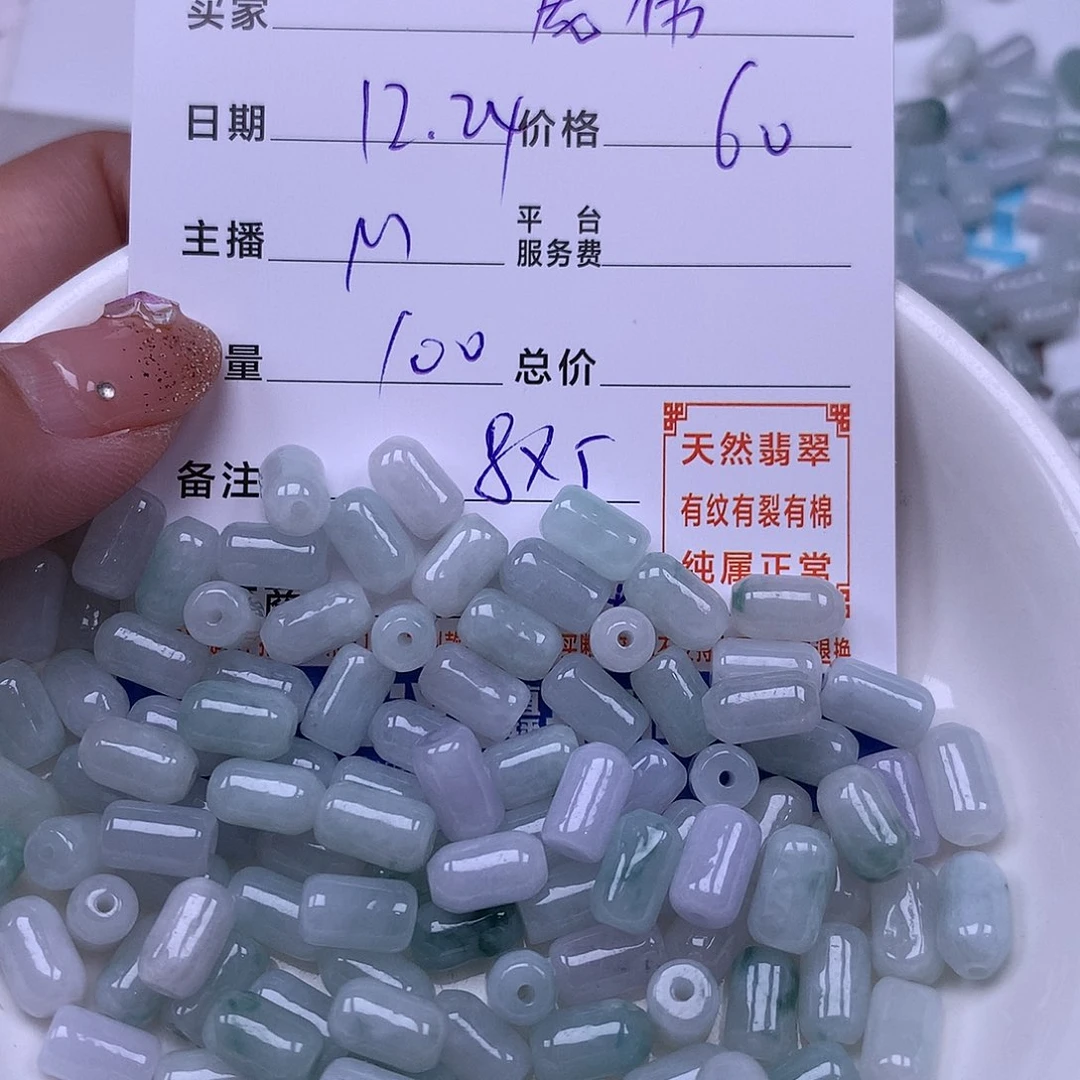 买家
日期 12.24 价格 60
主播 M 平台
服务费
量 100 总价
备注 8X5
天然翡翠
有纹有裂有棉
纯属正常